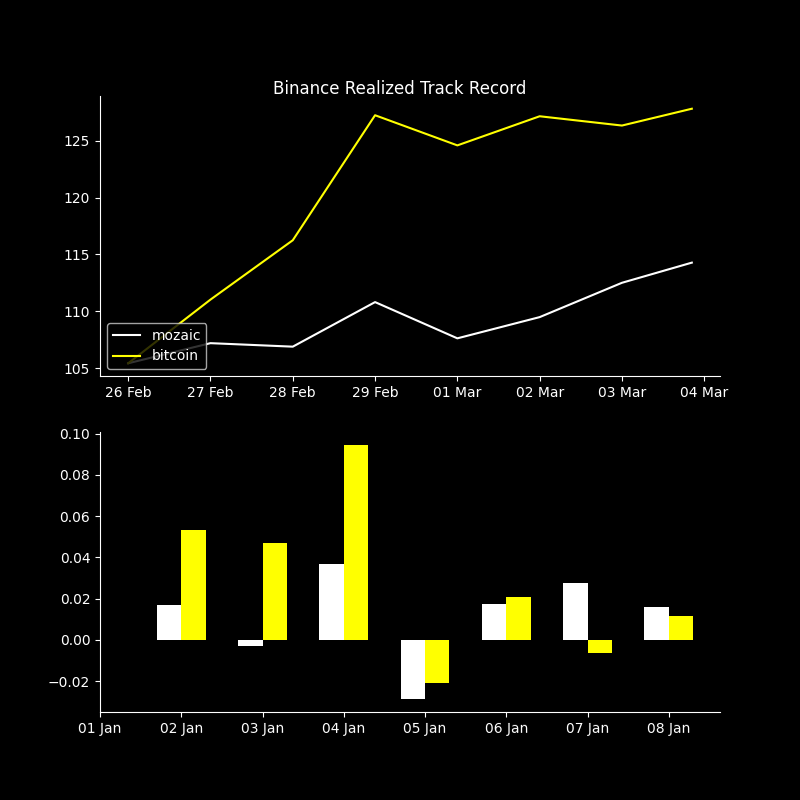 Binance Realized Track Record
125
120
115
110
105
mozaic
bitcoin
26 Feb 27 Feb 28 Feb 29 Feb 01 Mar 02 Mar 03 Mar 04 Mar
0.10
0.08
0.06
0.04
0.02
0.00
−0.02
01 Jan 02 Jan 03 Jan 04 Jan 05 Jan 06 Jan 07 Jan 08 Jan